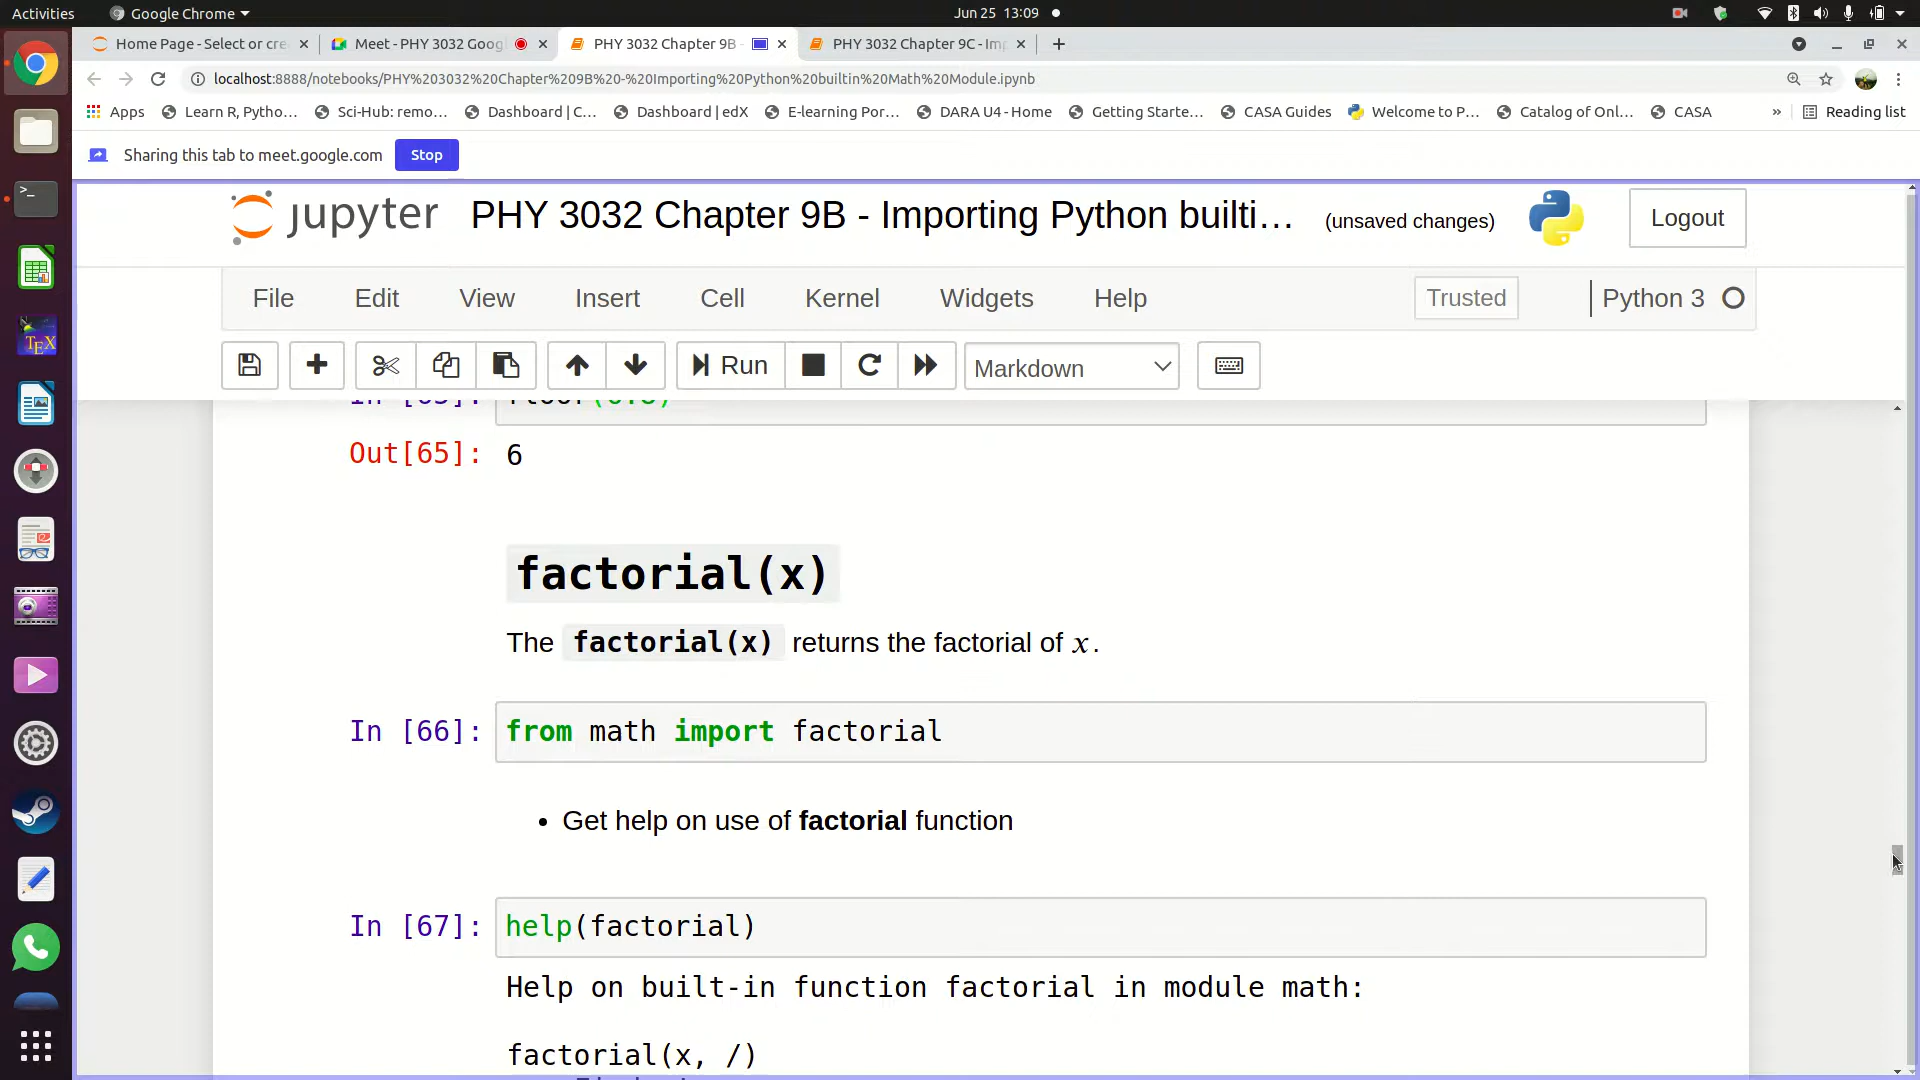 Activities Google Chrome Jun 25 13:09
Home Page - Select or cre Meet - PHY 3032 Goog PHY 3032 Chapter 9B - PHY 3032 Chapter 9C - Im
localhost:8888/notebooks/PHY%203032%20Chapter%209B%20-%20Importing%20Python%20builtin%20Math%20Module.ipynb
Apps Learn R, Pytho... Sci-Hub: remo... Dashboard | C... Dashboard | edX E-learning Por... DARA U4 - Home Getting Starte... CASA Guides Welcome to P... Catalog of Onl... CASA » Reading list
Sharing this tab to meet.google.com Stop
jupyter PHY 3032 Chapter 9B - Importing Python builti... (unsaved changes) Logout
File Edit View Insert Cell Kernel Widgets Help Trusted Python 3
Run Markdown
Out[65]: 6
factorial(x)
The factorial(x) returns the factorial of x.
In [66]: from math import factorial
• Get help on use of factorial function
In [67]: help(factorial)
Help on built-in function factorial in module math:
factorial(x, /)